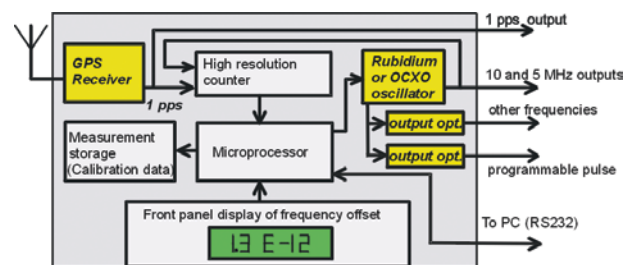 1 pps output
GPS
Receiver
1 pps
High resolution
counter
Rubidium
or OCXO
oscillator
10 and 5 MHz outputs
output opt.
other frequencies
Measurement
storage
(Calibration data)
Microprocessor
output opt.
programmable pulse
Front panel display of frequency offset
1.3 E-12
To PC (RS232)